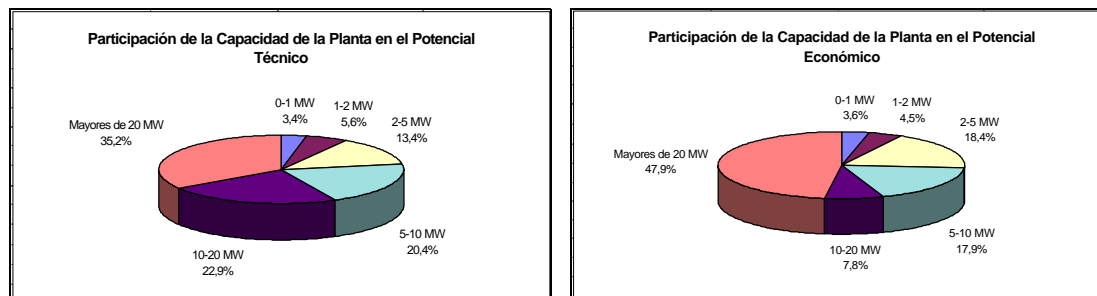 Participación de la Capacidad de la Planta en el Potencial
Técnico
0-1 MW
3,4%
1-2 MW
5,6%
2-5 MW
13,4%
Mayores de 20 MW
35,2%
5-10 MW
20,4%
10-20 MW
22,9%
Participación de la Capacidad de la Planta en el Potencial
Económico
0-1 MW
3,6%
1-2 MW
4,5%
2-5 MW
18,4%
Mayores de 20 MW
47,9%
5-10 MW
17,9%
10-20 MW
7,8%